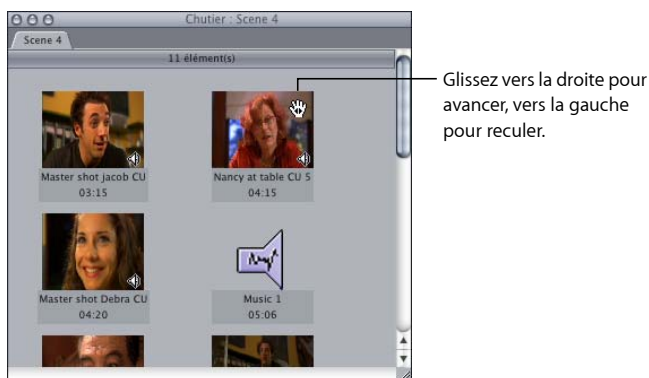 Chutier : Scene 4
Scene 4
11 élément(s)
Glissez vers la droite pour
avancer, vers la gauche
pour reculer.
Master shot jacob CU
03:15
Nancy at table CU 5
04:15
Master shot Debra CU
04:20
Music 1
05:06